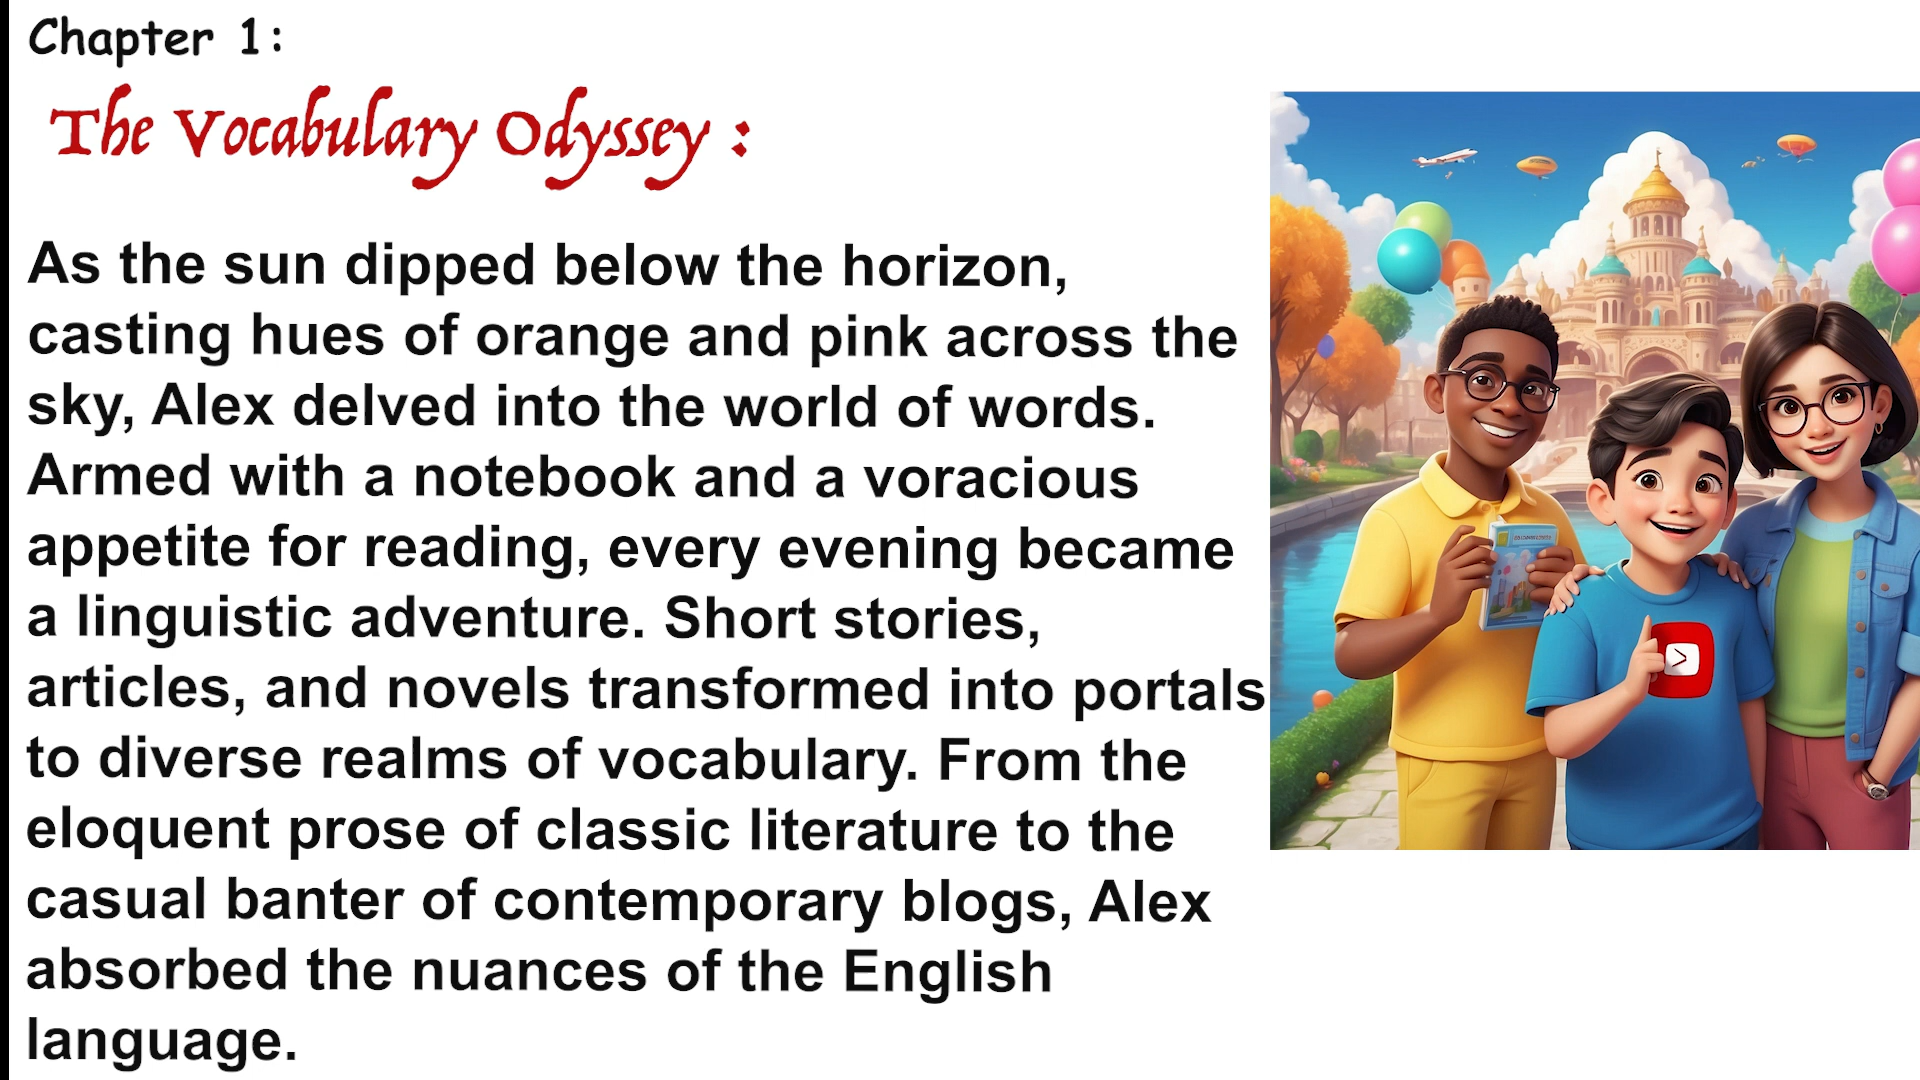 Chapter 1:
The Vocabulary Odyssey :
As the sun dipped below the horizon,
casting hues of orange and pink across the
sky, Alex delved into the world of words.
Armed with a notebook and a voracious
appetite for reading, every evening became
a linguistic adventure. Short stories,
articles, and novels transformed into portals
to diverse realms of vocabulary. From the
eloquent prose of classic literature to the
casual banter of contemporary blogs, Alex
absorbed the nuances of the English
language.